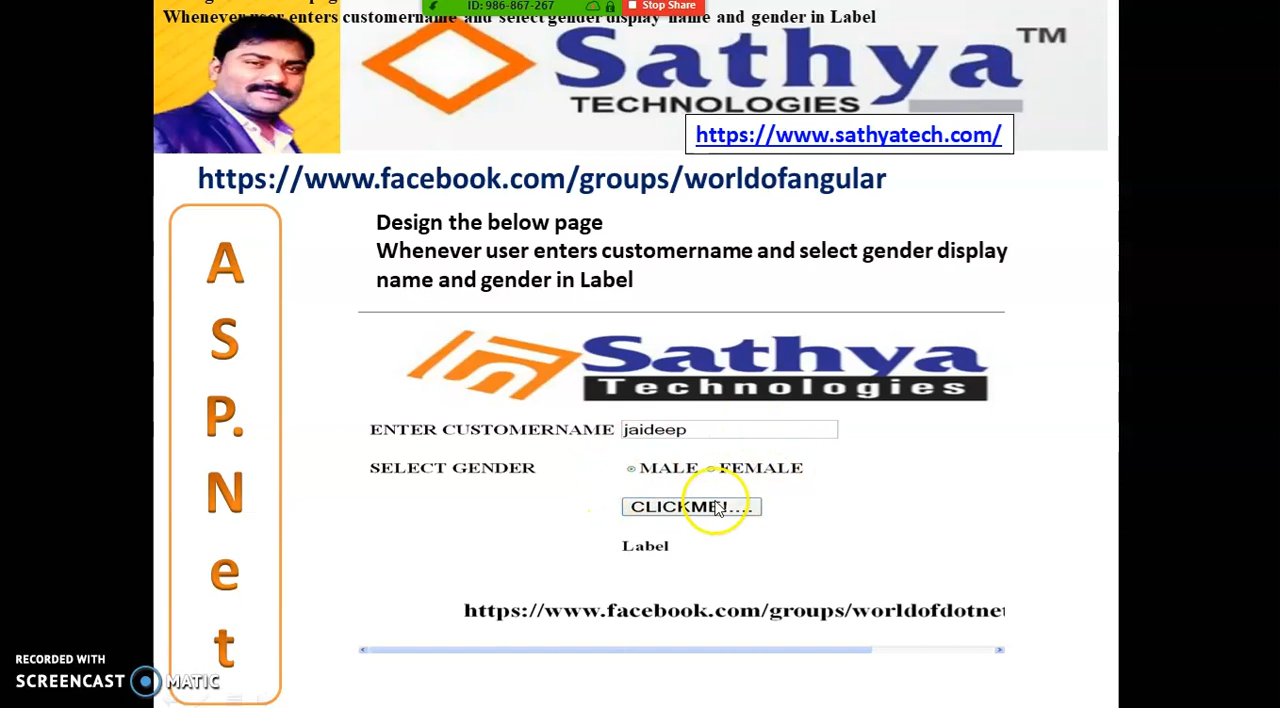 ID: 986-867-267
Stop Share
Whenever user enters customername and select gender display name and gender in Label
Sathya TM
TECHNOLOGIES
https://www.sathyatech.com/
https://www.facebook.com/groups/worldofangular
A
S
P.
N
e
t
Design the below page
Whenever user enters customername and select gender display
name and gender in Label
Sathya
Technologies
ENTER CUSTOMERNAME jaideep
SELECT GENDER MALE FEMALE
CLICKME!....
Label
https://www.facebook.com/groups/worldofdotne
RECORDED WITH
SCREENCAST MATIC